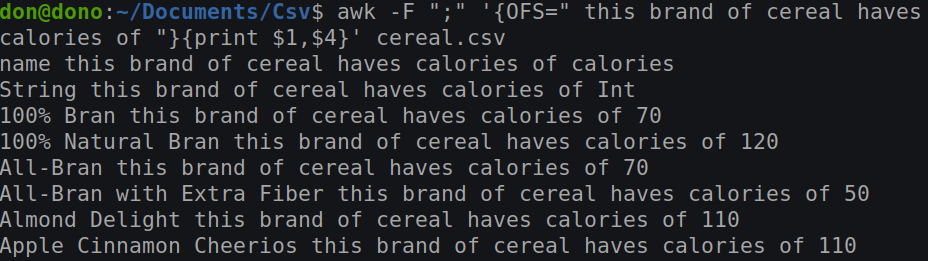 don@dono:~/Documents/Csv$ awk -F ";" '{OFS=" this brand of cereal haves
calories of "}{print $1,$4}' cereal.csv
name this brand of cereal haves calories of calories
String this brand of cereal haves calories of Int
100% Bran this brand of cereal haves calories of 70
100% Natural Bran this brand of cereal haves calories of 120
All-Bran this brand of cereal haves calories of 70
All-Bran with Extra Fiber this brand of cereal haves calories of 50
Almond Delight this brand of cereal haves calories of 110
Apple Cinnamon Cheerios this brand of cereal haves calories of 110